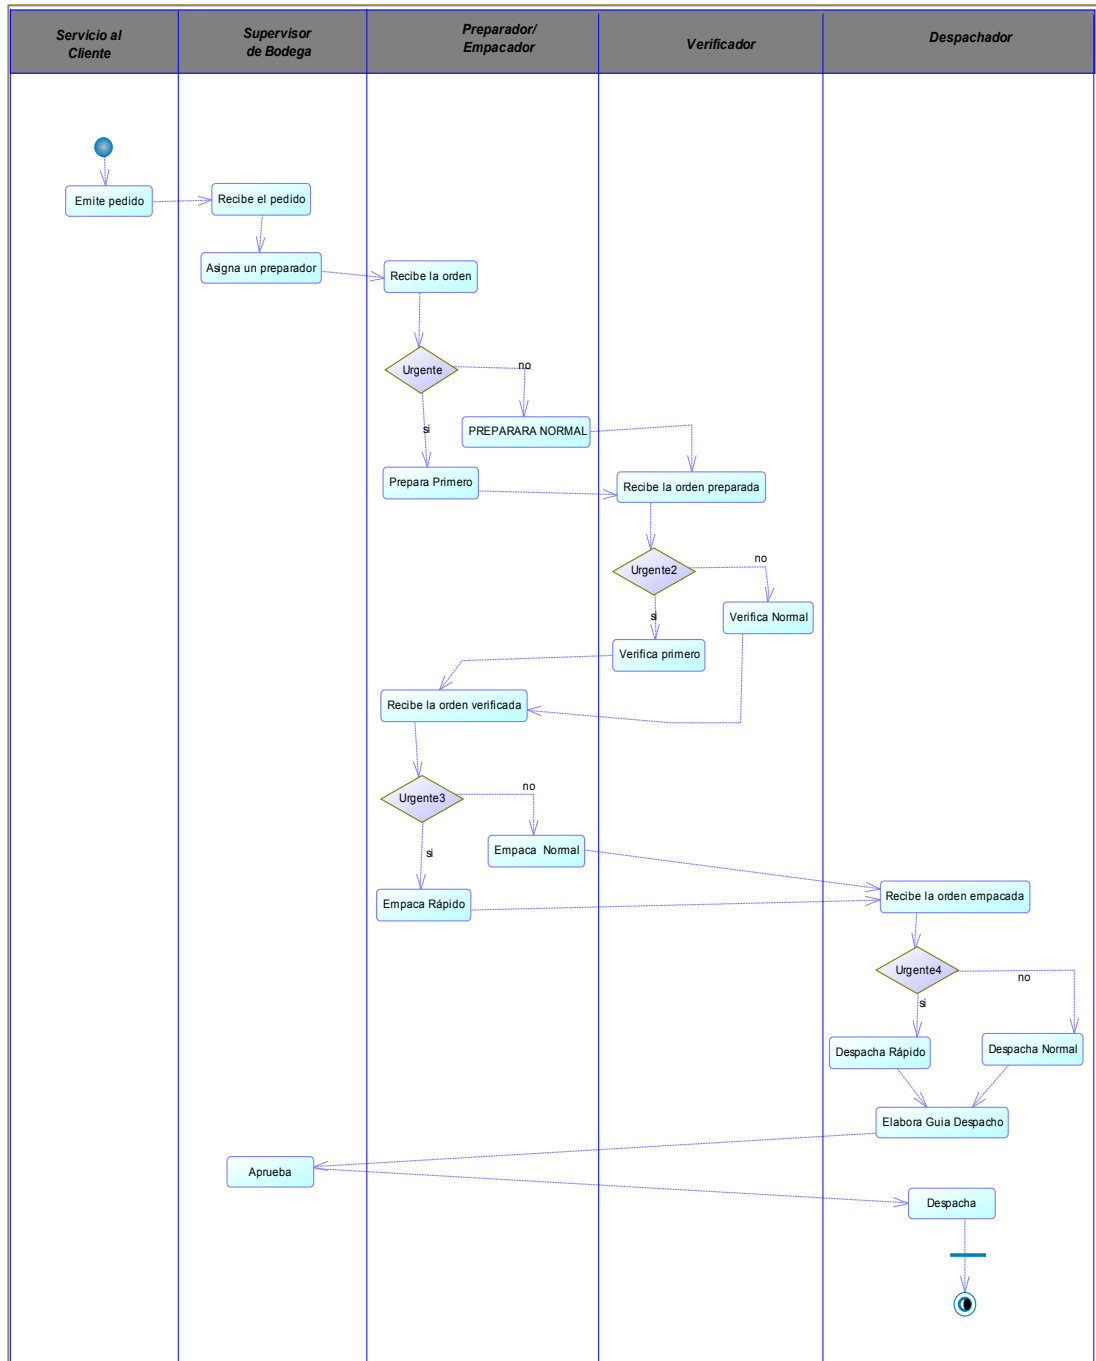 Servicio al
Cliente
Supervisor
de Bodega
Preparador/
Empacador
Verificador
Despachador
Emite pedido
Recibe el pedido
Asigna un preparador
Recibe la orden
Urgente
no
si
PREPARARA NORMAL
Prepara Primero
Recibe la orden preparada
Urgente2
no
si
Verifica Normal
Verifica primero
Recibe la orden verificada
Urgente3
no
si
Empaca Normal
Empaca Rápido
Recibe la orden empacada
Urgente4
no
si
Despacha Rápido
Despacha Normal
Elabora Guia Despacho
Aprueba
Despacha